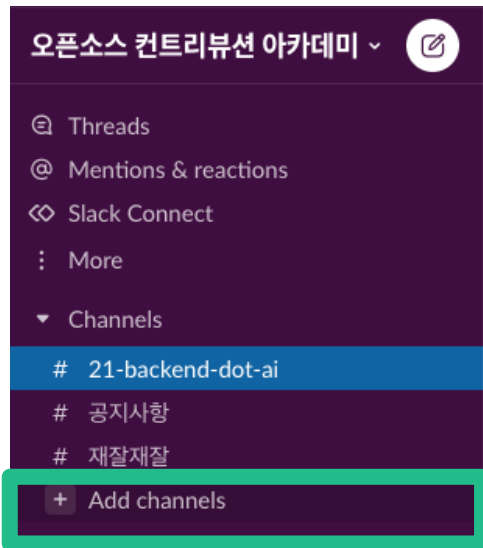 오픈소스 컨트리뷰션 아카데미
Threads
@ Mentions & reactions
Slack Connect
More
Channels
# 21-backend-dot-ai
# 공지사항
# 재잘재잘
+ Add channels